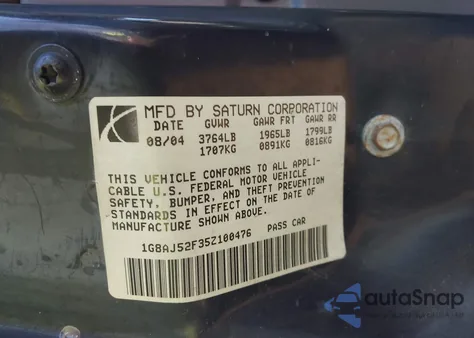 MFD BY SATURN CORPORATION
DATE GVWR GAWR FRT GAWR RR
08/04 3764LB 1965LB 1799LB
1707KG 0891KG 0816KG
THIS VEHICLE CONFORMS TO ALL APPLI-
CABLE U.S. FEDERAL MOTOR VEHICLE
SAFETY, BUMPER, AND THEFT PREVENTION
STANDARDS IN EFFECT ON THE DATE OF
MANUFACTURE SHOWN ABOVE.
1G8AJ52F35Z100476 PASS CAR
autoSnap